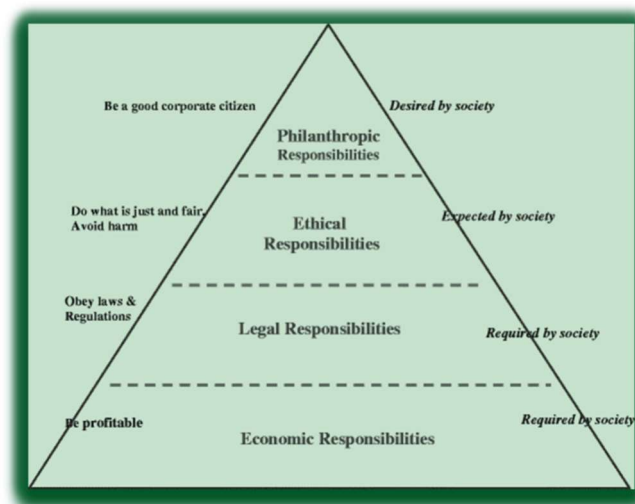 Be a good corporate citizen
Desired by society
Philanthropic
Responsibilities
Do what is just and fair,
Avoid harm
Expected by society
Ethical
Responsibilities
Obey laws &
Regulations
Legal Responsibilities
Required by society
Be profitable
Required by society
Economic Responsibilities